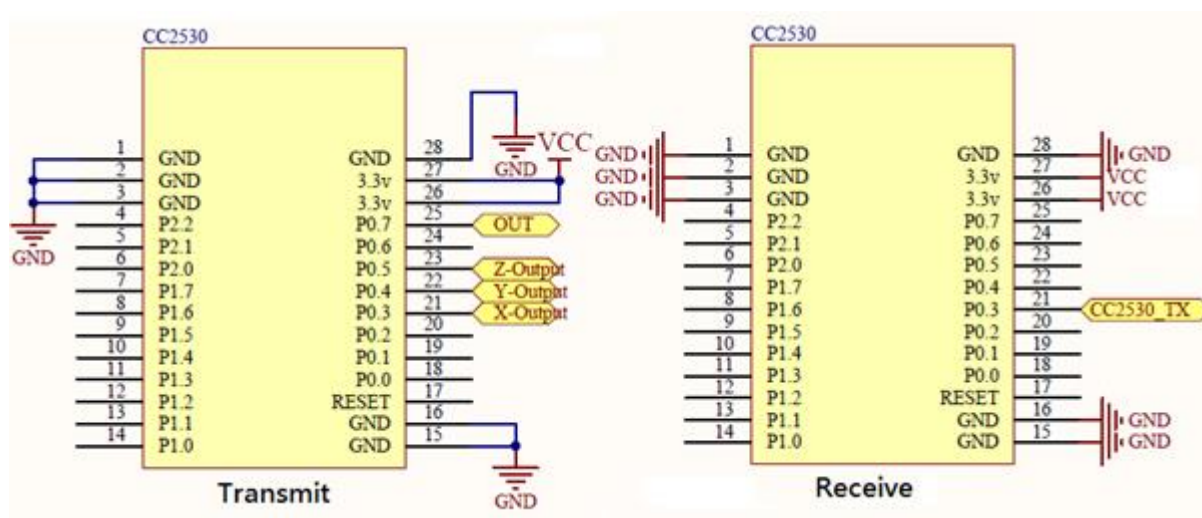 CC2530
1 GND GND 28 GND
2 GND 3.3v 27 VCC
3 GND 3.3v 26
4 P2.2 P0.7 25 OUT
5 P2.1 P0.6 24
6 P2.0 P0.5 23 Z-Output
7 P1.7 P0.4 22 Y-Output
8 P1.6 P0.3 21 X-Output
9 P1.5 P0.2 20
10 P1.4 P0.1 19
11 P1.3 P0.0 18
12 P1.2 RESET 17
13 P1.1 GND 16
14 P1.0 GND 15
GND
GND
Transmit
CC2530
GND 1 GND GND 28 GND
GND 2 GND 3.3v 27 VCC
GND 3 GND 3.3v 26 VCC
4 P2.2 P0.7 25
5 P2.1 P0.6 24
6 P2.0 P0.5 23
7 P1.7 P0.4 22
8 P1.6 P0.3 21 CC2530_TX
9 P1.5 P0.2 20
10 P1.4 P0.1 19
11 P1.3 P0.0 18
12 P1.2 RESET 17
13 P1.1 GND 16 GND
14 P1.0 GND 15 GND
Receive